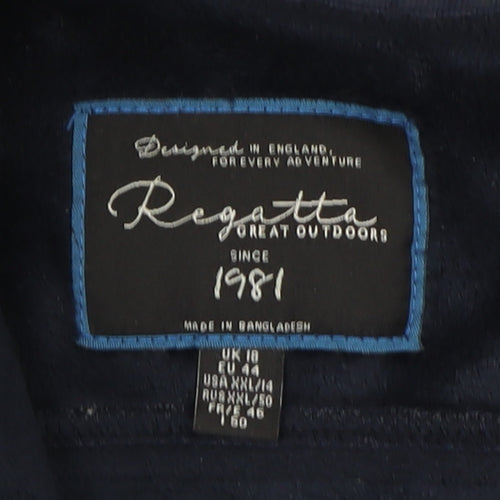 Designed IN ENGLAND,
FOR EVERY ADVENTURE
Regatta
GREAT OUTDOORS
SINCE
1981
MADE IN BANGLADESH
UK 18
EU 44
USA XXL/14
RUS XXL/50
FR/E 46
I 50